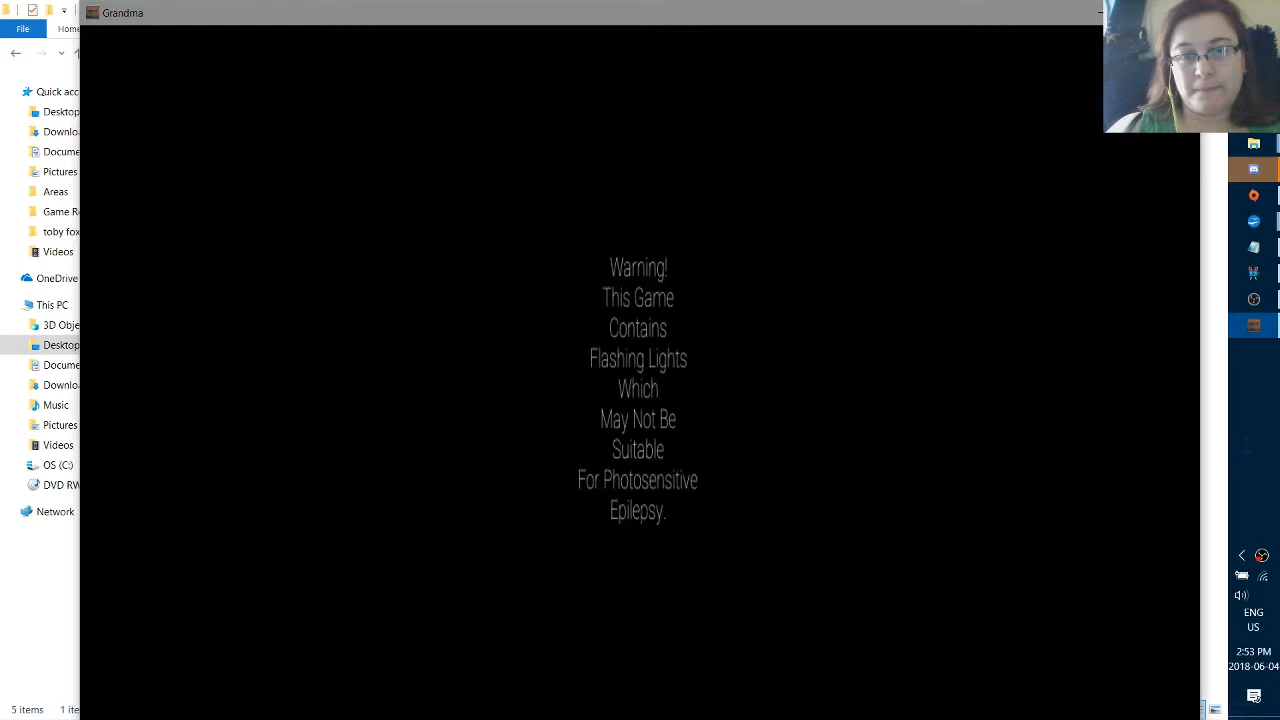 Grandma
File
Home
Quick acc
Desktop
Downlo
Docume
Pictures
Areas
Game Re
toby fox
Videos
OneDrive
This PC
3D Obje
Desktop
Docume
Downlo
Music
Pictures
Videos
OS (C:)
DVD RW
Network
5 items
1 ite
Warning!
This Game
Contains
Flashing Lights
Which
May Not Be
Suitable
For Photosensitive
Epilepsy.
ENG
US
2:53 PM
2018-06-04